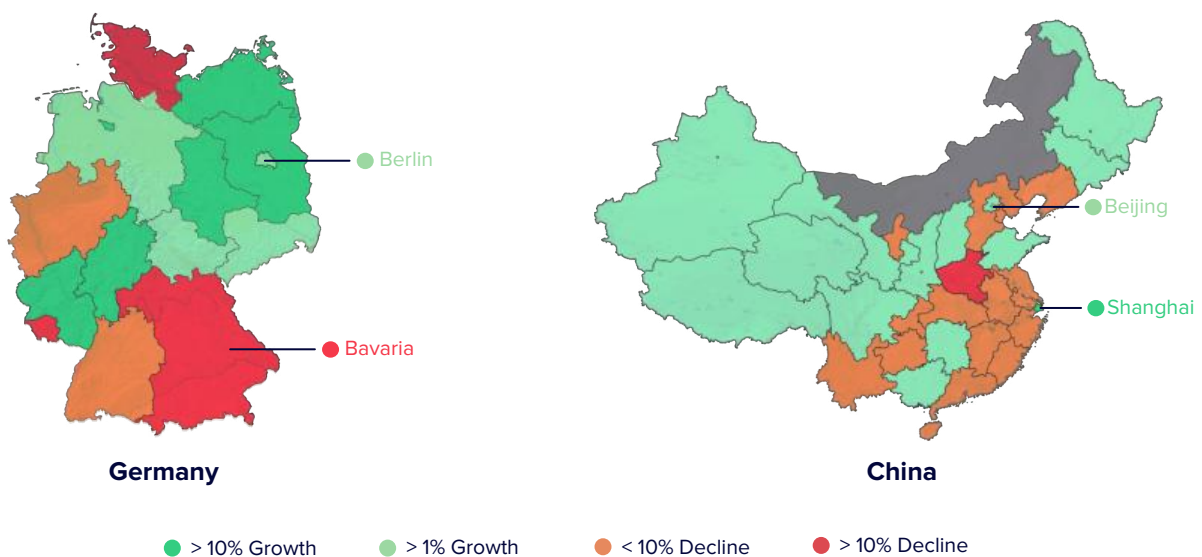 Berlin
Beijing
Shanghai
Bavaria
Germany
China
> 10% Growth
> 1% Growth
< 10% Decline
> 10% Decline